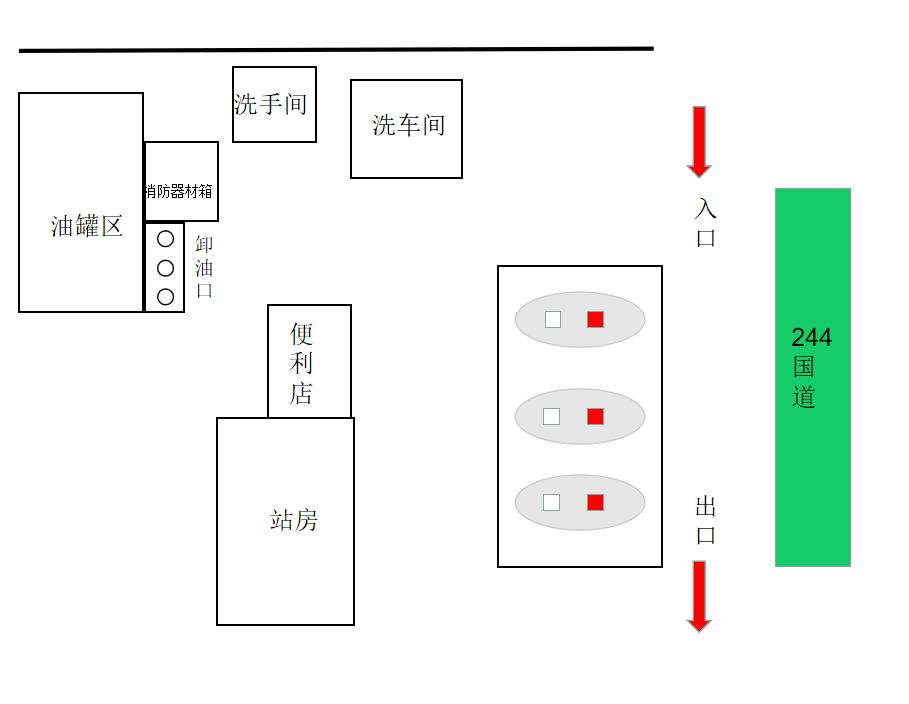 洗手间
洗车间
消防器材箱
油罐区
卸
油
口
入
口
便
利
店
244
国
道
站房
出
口